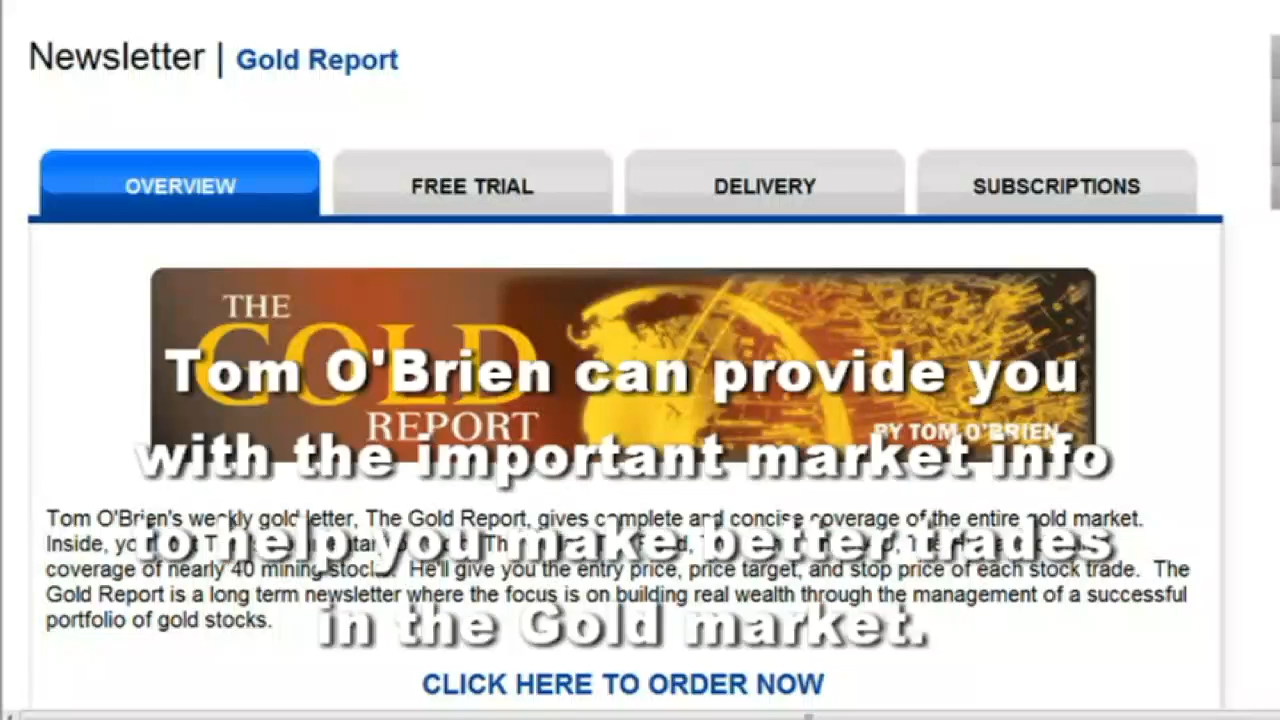 Newsletter | Gold Report
OVERVIEW FREE TRIAL DELIVERY SUBSCRIPTIONS
THE
GOLD
REPORT
BY TOM O'BRIEN
Tom O'Brien can provide you
with the important market info
to help you make better trades
in the Gold market.
Tom O'Brien's weekly gold letter, The Gold Report, gives complete and concise coverage of the entire gold market.
Inside,
coverage of nearly 40 mining He'll give you the entry price, price target, and stop price of each stock trade. The
Gold Report is a long term newsletter where the focus is on building real wealth through the management of a successful
portfolio of gold stocks.
CLICK HERE TO ORDER NOW